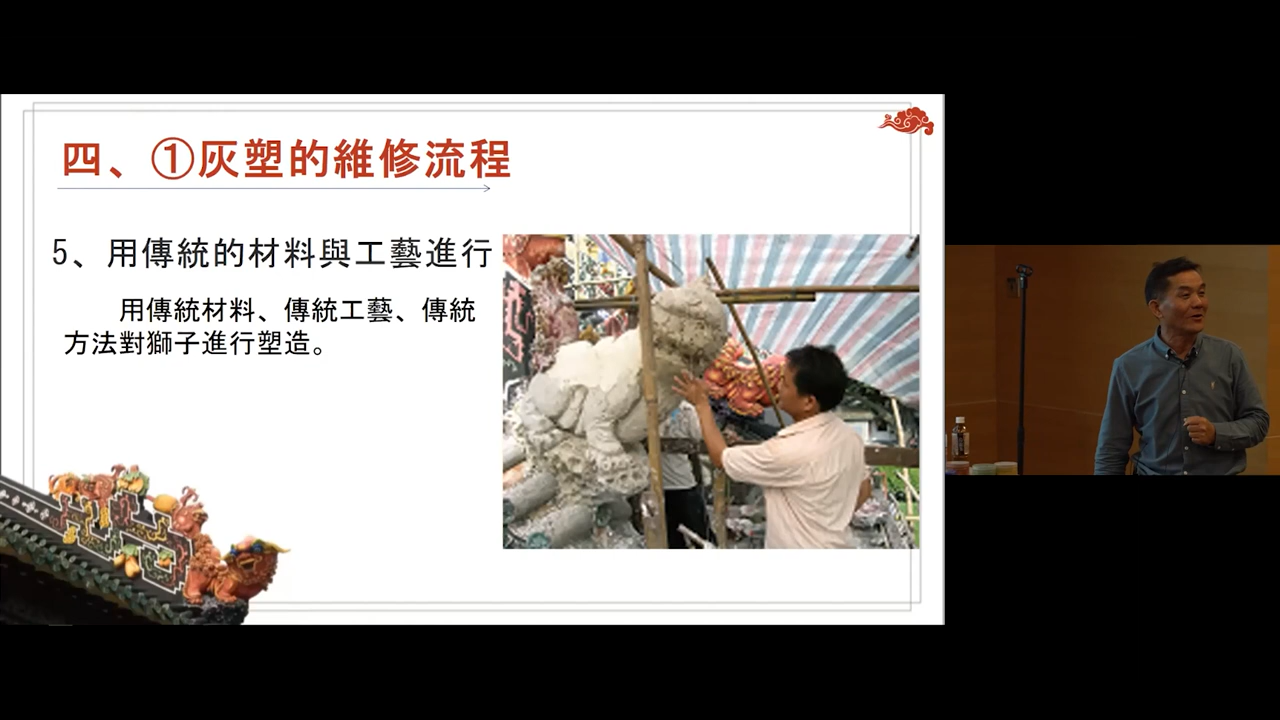 四、①灰塑的維修流程
5、用傳統的材料與工藝進行
用傳統材料、傳統工藝、傳統
方法對獅子進行塑造。